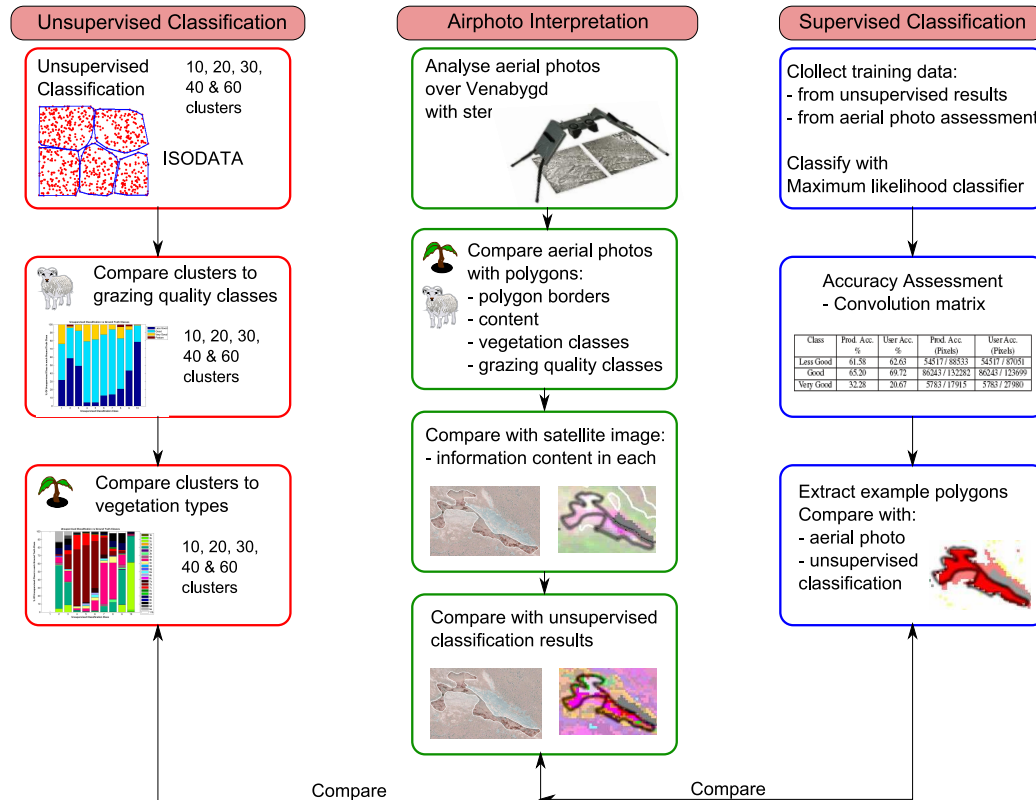 Unsupervised Classification
Unsupervised
Classification
10, 20, 30,
40 & 60
clusters
ISODATA
Compare clusters to
grazing quality classes
10, 20, 30,
40 & 60
clusters
Compare clusters to
vegetation types
10, 20, 30,
40 & 60
clusters
Airphoto Interpretation
Analyse aerial photos
over Venabygd
with ster
Compare aerial photos
with polygons:
- polygon borders
- content
- vegetation classes
- grazing quality classes
Compare with satellite image:
- information content in each
Compare with unsupervised
classification results
Supervised Classification
Clollect training data:
- from unsupervised results
- from aerial photo assessment
Classify with
Maximum likelihood classifier
Accuracy Assessment
- Convolution matrix
Class Prod. Acc. User Acc. Prod. Acc. User Acc.
% % (Pixels) (Pixels)
Less Good 61.58 62.63 54517 / 88533 54517 / 87051
Good 65.20 69.72 86243 / 132282 86243 / 123699
Very Good 32.28 20.67 5783 / 17915 5783 / 27980
Extract example polygons
Compare with:
- aerial photo
- unsupervised
classification
Compare
Compare